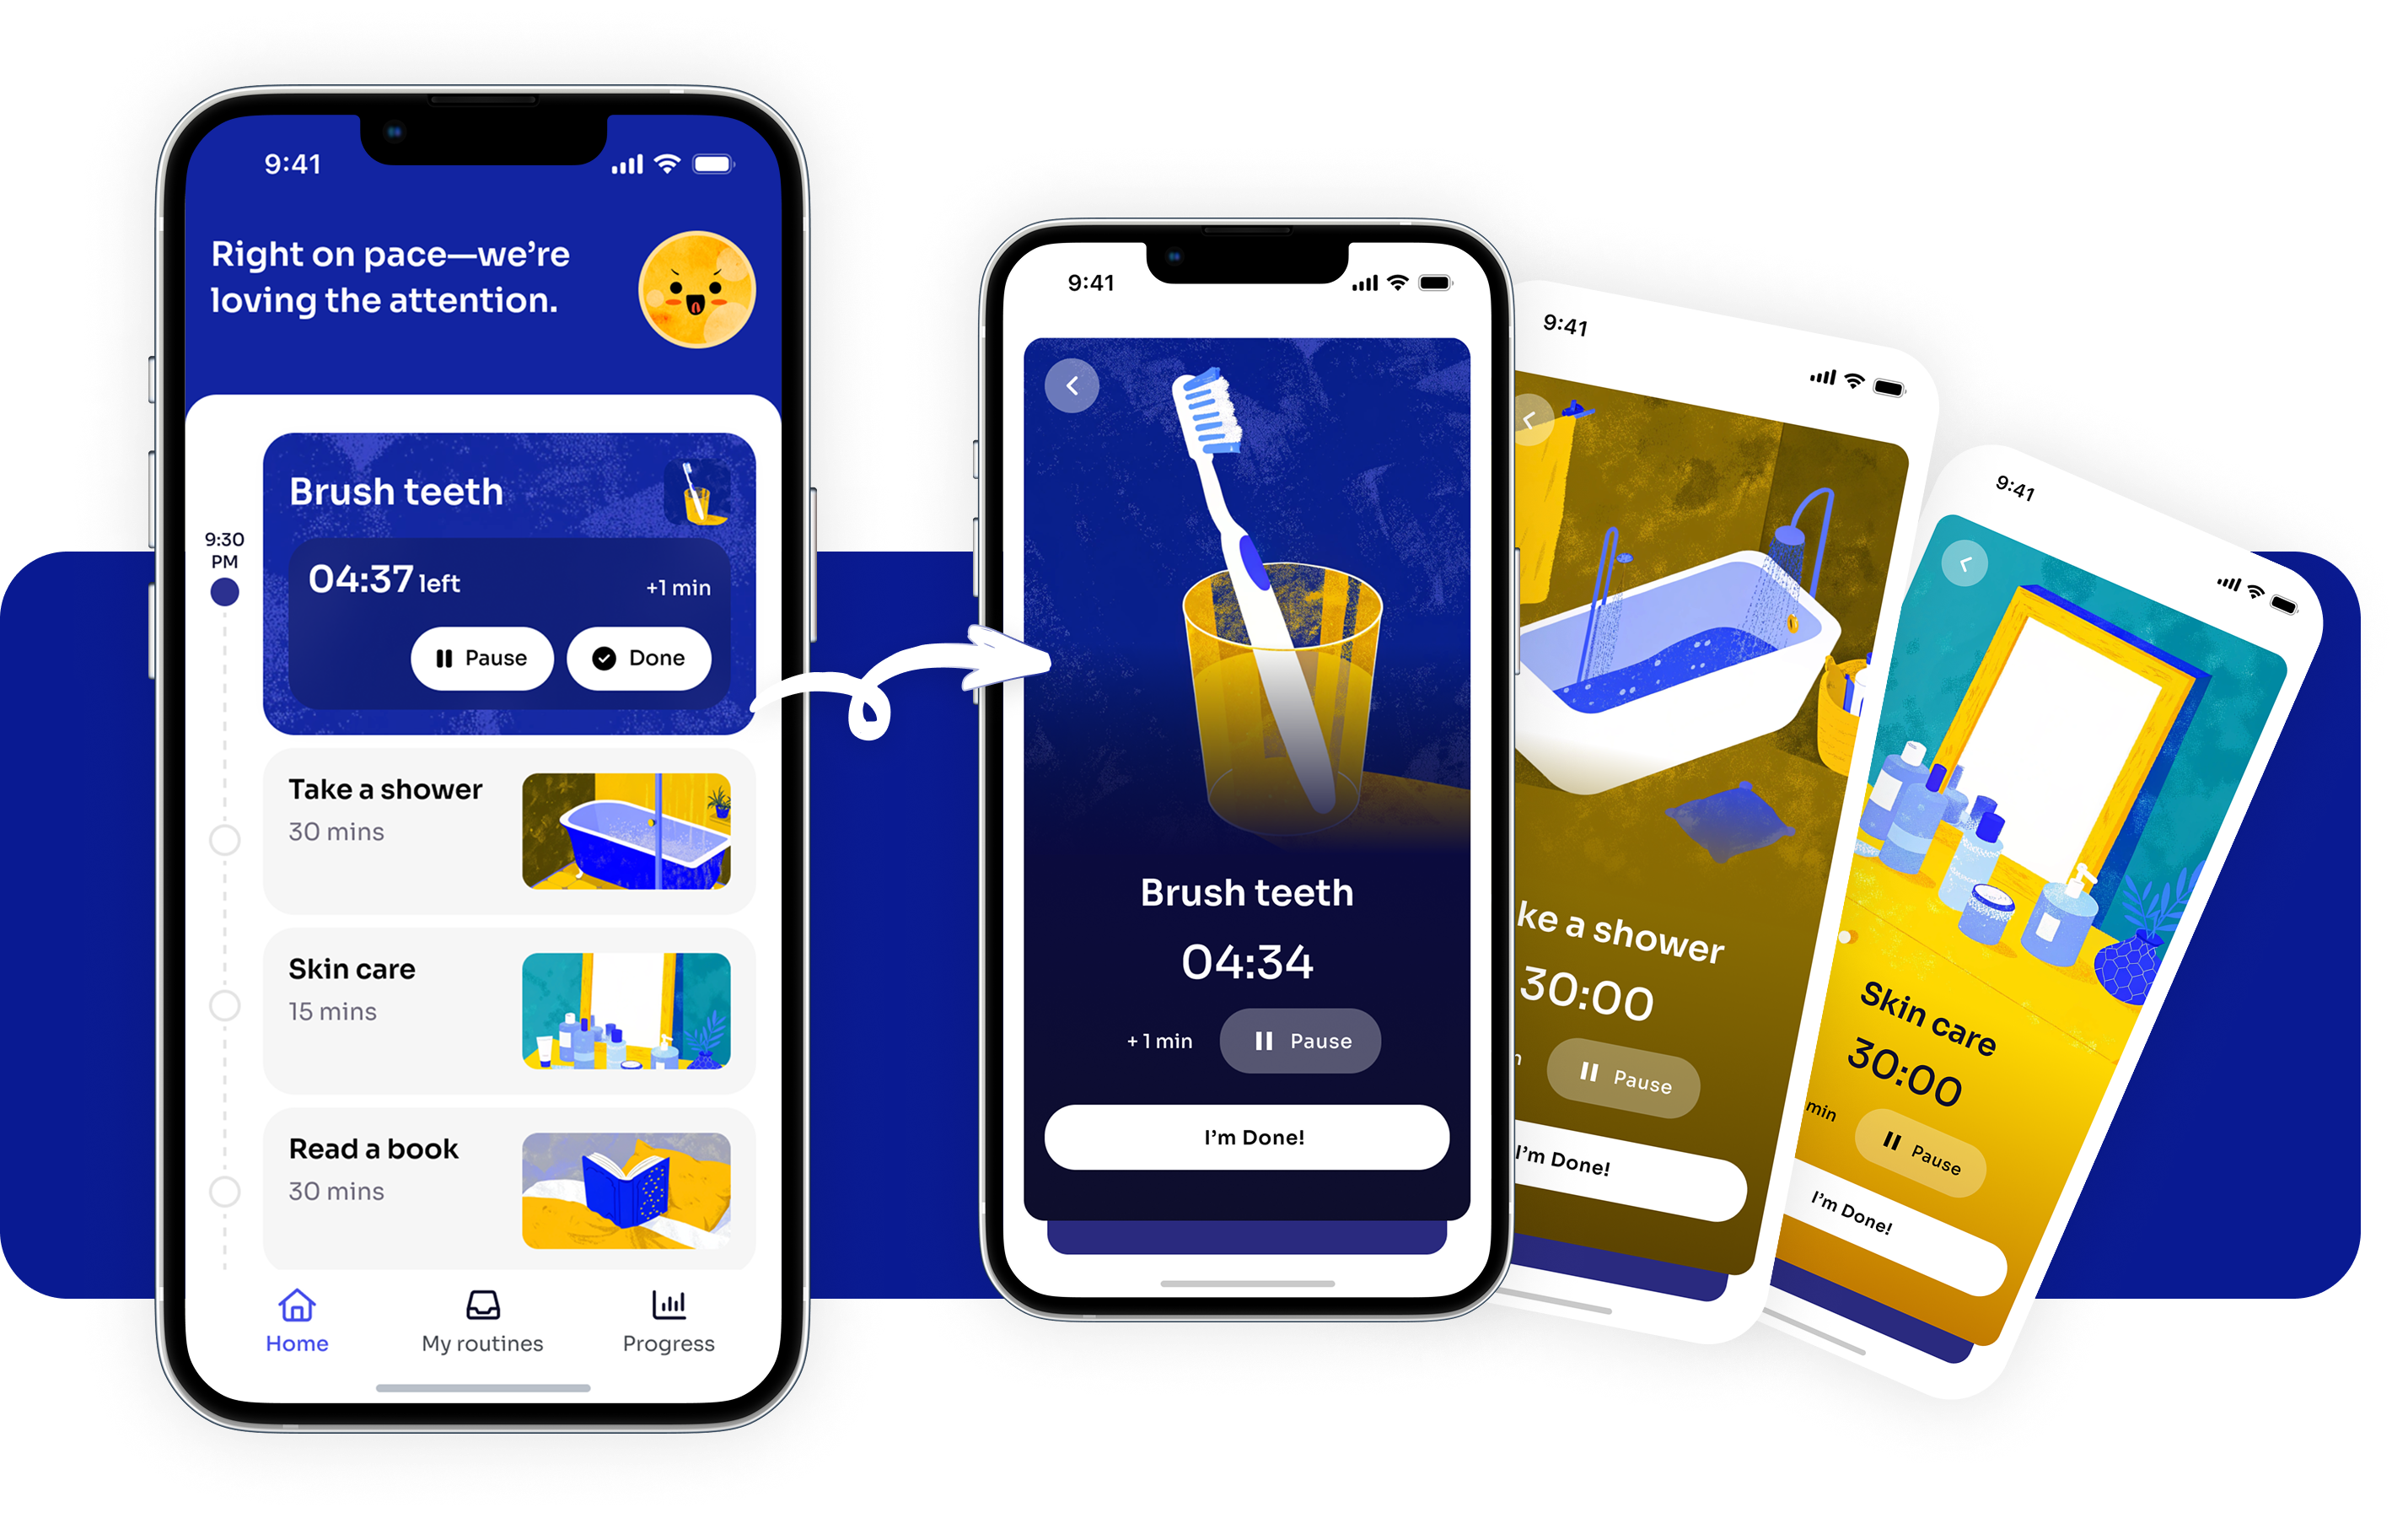 9:41
Right on pace—we’re
loving the attention.
9:30
PM
Brush teeth
04:37 left
+1 min
Pause
Done
Take a shower
30 mins
Skin care
15 mins
Read a book
30 mins
Home
My routines
Progress
9:41
Brush teeth
04:34
+ 1 min
Pause
I’m Done!
9:41
ke a shower
30:00
n
Pause
I’m Done!
9:41
Skin care
30:00
min
Pause
I’m Done!